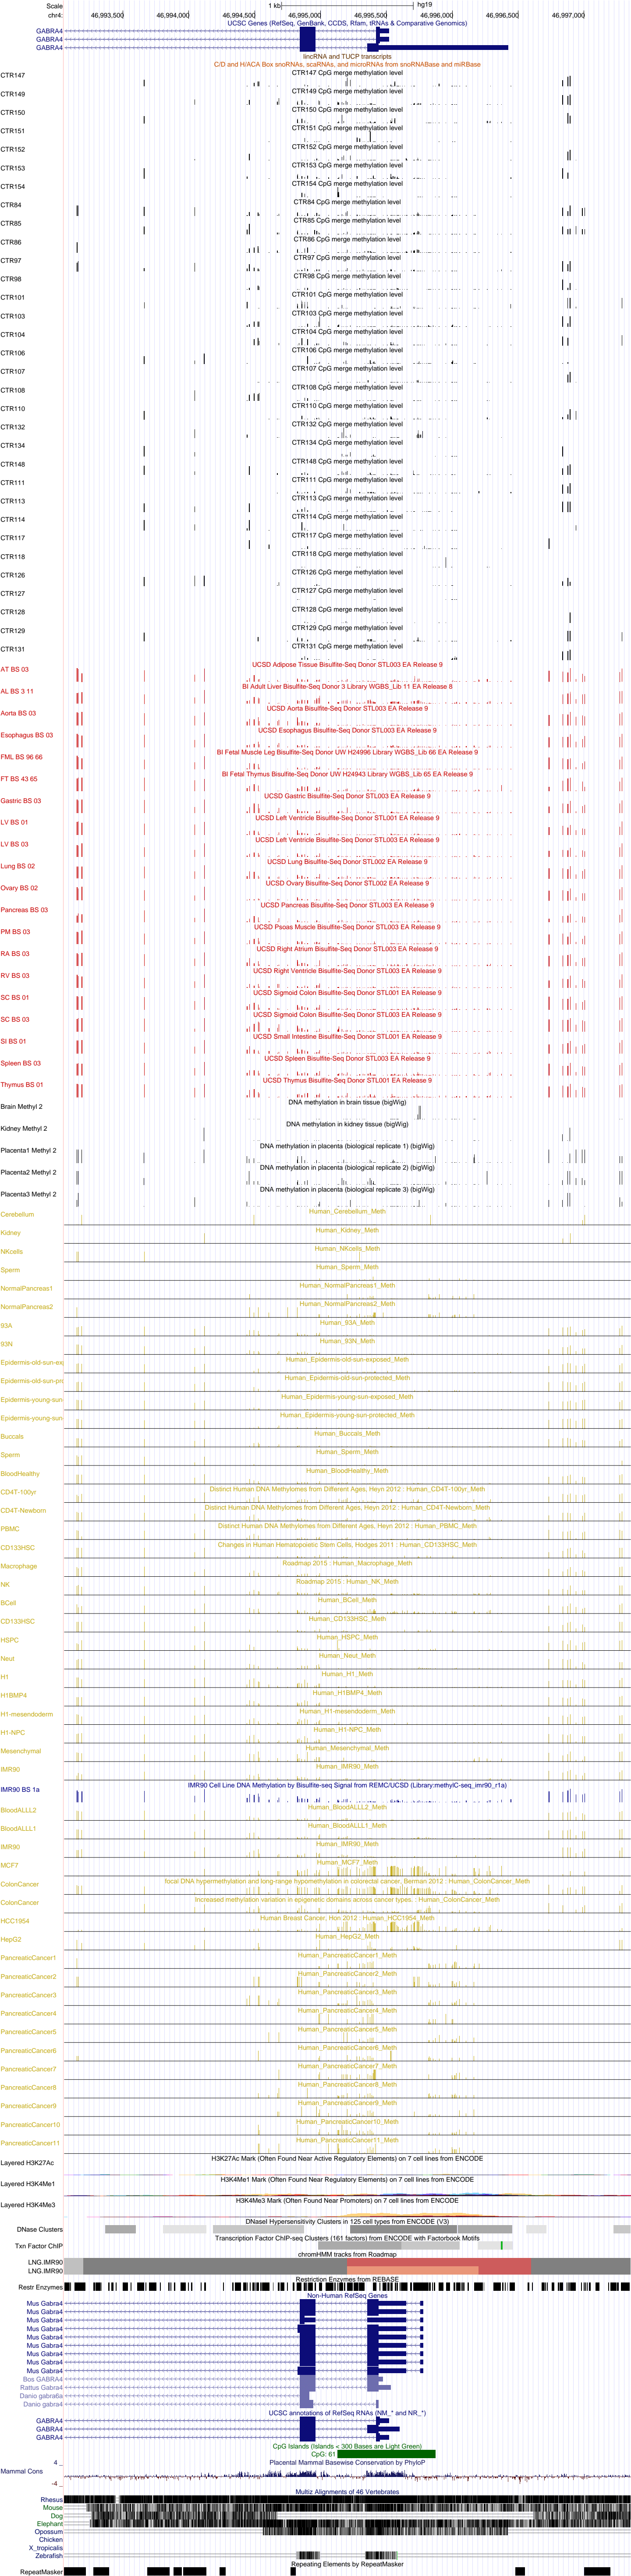 Scale 1 kb hg19
chr4: 46,993,500 46,994,000 46,994,500 46,995,000 46,995,500 46,996,000 46,996,500 46,997,000
UCSC Genes (RefSeq, GenBank, CCDS, Rfam, tRNAs & Comparative Genomics)
GABRA4
GABRA4
GABRA4
lincRNA and TUCP transcripts
C/D and H/ACA Box snoRNAs, scaRNAs, and microRNAs from snoRNABase and miRBase
CTR147 CpG merge methylation level
CTR147
CTR149 CpG merge methylation level
CTR149
CTR150 CpG merge methylation level
CTR150
CTR151 CpG merge methylation level
CTR151
CTR152 CpG merge methylation level
CTR152
CTR153 CpG merge methylation level
CTR153
CTR154 CpG merge methylation level
CTR154
CTR84 CpG merge methylation level
CTR84
CTR85 CpG merge methylation level
CTR85
CTR86 CpG merge methylation level
CTR86
CTR97 CpG merge methylation level
CTR97
CTR98 CpG merge methylation level
CTR98
CTR101 CpG merge methylation level
CTR101
CTR103 CpG merge methylation level
CTR103
CTR104 CpG merge methylation level
CTR104
CTR106 CpG merge methylation level
CTR106
CTR107 CpG merge methylation level
CTR107
CTR108 CpG merge methylation level
CTR108
CTR110 CpG merge methylation level
CTR110
CTR132 CpG merge methylation level
CTR132
CTR134 CpG merge methylation level
CTR134
CTR148 CpG merge methylation level
CTR148
CTR111 CpG merge methylation level
CTR111
CTR113 CpG merge methylation level
CTR113
CTR114 CpG merge methylation level
CTR114
CTR117 CpG merge methylation level
CTR117
CTR118 CpG merge methylation level
CTR118
CTR126 CpG merge methylation level
CTR126
CTR127 CpG merge methylation level
CTR127
CTR128 CpG merge methylation level
CTR128
CTR129 CpG merge methylation level
CTR129
CTR131 CpG merge methylation level
CTR131
UCSD Adipose Tissue Bisulfite-Seq Donor STL003 EA Release 9
AT BS 03
BI Adult Liver Bisulfite-Seq Donor 3 Library WGBS_Lib 11 EA Release 8
AL BS 3 11
UCSD Aorta Bisulfite-Seq Donor STL003 EA Release 9
Aorta BS 03
UCSD Esophagus Bisulfite-Seq Donor STL003 EA Release 9
Esophagus BS 03
BI Fetal Muscle Leg Bisulfite-Seq Donor UW H24996 Library WGBS_Lib 66 EA Release 9
FML BS 96 66
BI Fetal Thymus Bisulfite-Seq Donor UW H24943 Library WGBS_Lib 65 EA Release 9
FT BS 43 65
UCSD Gastric Bisulfite-Seq Donor STL003 EA Release 9
Gastric BS 03
UCSD Left Ventricle Bisulfite-Seq Donor STL001 EA Release 9
LV BS 01
UCSD Left Ventricle Bisulfite-Seq Donor STL003 EA Release 9
LV BS 03
UCSD Lung Bisulfite-Seq Donor STL002 EA Release 9
Lung BS 02
UCSD Ovary Bisulfite-Seq Donor STL002 EA Release 9
Ovary BS 02
UCSD Pancreas Bisulfite-Seq Donor STL003 EA Release 9
Pancreas BS 03
UCSD Psoas Muscle Bisulfite-Seq Donor STL003 EA Release 9
PM BS 03
UCSD Right Atrium Bisulfite-Seq Donor STL003 EA Release 9
RA BS 03
UCSD Right Ventricle Bisulfite-Seq Donor STL003 EA Release 9
RV BS 03
UCSD Sigmoid Colon Bisulfite-Seq Donor STL001 EA Release 9
SC BS 01
UCSD Sigmoid Colon Bisulfite-Seq Donor STL003 EA Release 9
SC BS 03
UCSD Small Intestine Bisulfite-Seq Donor STL001 EA Release 9
SI BS 01
UCSD Spleen Bisulfite-Seq Donor STL003 EA Release 9
Spleen BS 03
UCSD Thymus Bisulfite-Seq Donor STL001 EA Release 9
Thymus BS 01
DNA methylation in brain tissue (bigWig)
Brain Methyl 2
DNA methylation in kidney tissue (bigWig)
Kidney Methyl 2
DNA methylation in placenta (biological replicate 1) (bigWig)
Placenta1 Methyl 2
DNA methylation in placenta (biological replicate 2) (bigWig)
Placenta2 Methyl 2
DNA methylation in placenta (biological replicate 3) (bigWig)
Placenta3 Methyl 2
Human_Cerebellum_Meth
Cerebellum
Human_Kidney_Meth
Kidney
Human_NKcells_Meth
NKcells
Human_Sperm_Meth
Sperm
Human_NormalPancreas1_Meth
NormalPancreas1
Human_NormalPancreas2_Meth
NormalPancreas2
Human_93A_Meth
93A
Human_93N_Meth
93N
Human_Epidermis-old-sun-exposed_Meth
Epidermis-old-sun-ex
Human_Epidermis-old-sun-protected_Meth
Epidermis-old-sun-pr
Human_Epidermis-young-sun-exposed_Meth
Epidermis-young-sun
Human_Epidermis-young-sun-protected_Meth
Epidermis-young-sun
Human_Buccals_Meth
Buccals
Human_Sperm_Meth
Sperm
Human_BloodHealthy_Meth
BloodHealthy
Distinct Human DNA Methylomes from Different Ages, Heyn 2012 : Human_CD4T-100yr_Meth
CD4T-100yr
Distinct Human DNA Methylomes from Different Ages, Heyn 2012 : Human_CD4T-Newborn_Meth
CD4T-Newborn
Distinct Human DNA Methylomes from Different Ages, Heyn 2012 : Human_PBMC_Meth
PBMC
Changes in Human Hematopoietic Stem Cells, Hodges 2011 : Human_CD133HSC_Meth
CD133HSC
Roadmap 2015 : Human_Macrophage_Meth
Macrophage
Roadmap 2015 : Human_NK_Meth
NK
Human_BCell_Meth
BCell
Human_CD133HSC_Meth
CD133HSC
Human_HSPC_Meth
HSPC
Human_Neut_Meth
Neut
Human_H1_Meth
H1
Human_H1BMP4_Meth
H1BMP4
Human_H1-mesendoderm_Meth
H1-mesendoderm
Human_H1-NPC_Meth
H1-NPC
Human_Mesenchymal_Meth
Mesenchymal
Human_IMR90_Meth
IMR90
IMR90 Cell Line DNA Methylation by Bisulfite-seq Signal from REMC/UCSD (Library:methylC-seq_imr90_r1a)
IMR90 BS 1a
Human_BloodALLL2_Meth
BloodALLL2
Human_BloodALLL1_Meth
BloodALLL1
Human_IMR90_Meth
IMR90
Human_MCF7_Meth
MCF7
focal DNA hypermethylation and long-range hypomethylation in colorectal cancer, Berman 2012 : Human_ColonCancer_Meth
ColonCancer
Increased methylation variation in epigenetic domains across cancer types. : Human_ColonCancer_Meth
ColonCancer
Human Breast Cancer, Hon 2012 : Human_HCC1954_Meth
HCC1954
Human_HepG2_Meth
HepG2
Human_PancreaticCancer1_Meth
PancreaticCancer1
Human_PancreaticCancer2_Meth
PancreaticCancer2
Human_PancreaticCancer3_Meth
PancreaticCancer3
Human_PancreaticCancer4_Meth
PancreaticCancer4
Human_PancreaticCancer5_Meth
PancreaticCancer5
Human_PancreaticCancer6_Meth
PancreaticCancer6
Human_PancreaticCancer7_Meth
PancreaticCancer7
Human_PancreaticCancer8_Meth
PancreaticCancer8
Human_PancreaticCancer9_Meth
PancreaticCancer9
Human_PancreaticCancer10_Meth
PancreaticCancer10
Human_PancreaticCancer11_Meth
PancreaticCancer11
H3K27Ac Mark (Often Found Near Active Regulatory Elements) on 7 cell lines from ENCODE
Layered H3K27Ac
H3K4Me1 Mark (Often Found Near Regulatory Elements) on 7 cell lines from ENCODE
Layered H3K4Me1
H3K4Me3 Mark (Often Found Near Promoters) on 7 cell lines from ENCODE
Layered H3K4Me3
DNaseI Hypersensitivity Clusters in 125 cell types from ENCODE (V3)
DNase Clusters
Transcription Factor ChIP-seq Clusters (161 factors) from ENCODE with Factorbook Motifs
Txn Factor ChIP
chromHMM tracks from Roadmap
LNG.IMR90
LNG.IMR90
Restriction Enzymes from REBASE
Restr Enzymes
Non-Human RefSeq Genes
Mus Gabra4
Mus Gabra4
Mus Gabra4
Mus Gabra4
Mus Gabra4
Mus Gabra4
Mus Gabra4
Mus Gabra4
Mus Gabra4
Bos GABRA4
Rattus Gabra4
Danio gabra6a
Danio gabra4
UCSC annotations of RefSeq RNAs (NM_* and NR_*)
GABRA4
GABRA4
GABRA4
CpG Islands (Islands < 300 Bases are Light Green)
CpG: 61
Placental Mammal Basewise Conservation by PhyloP
4 _
Mammal Cons
-4 _
Multiz Alignments of 46 Vertebrates
Rhesus
Mouse
Dog
Elephant
Opossum
Chicken
X_tropicalis
Zebrafish
Repeating Elements by RepeatMasker
RepeatMasker